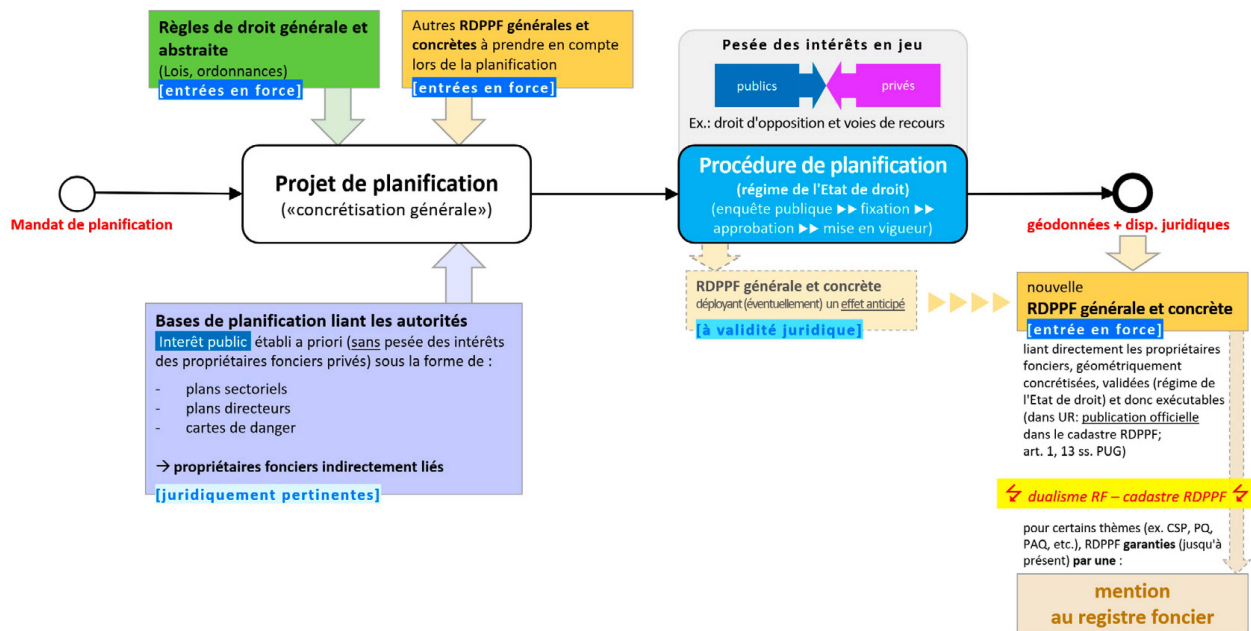 Règles de droit générale et
abstraite
(Lois, ordonnances)
[entrées en force]
Autres RDPPF générales et
concrètes à prendre en compte
lors de la planification
[entrées en force]
Pesée des intérêts en jeu
publics
privés
Ex.: droit d'opposition et voies de recours
Mandat de planification
Projet de planification
(«concrétisation générale»)
Procédure de planification
(régime de l'Etat de droit)
(enquête publique ►► fixation ►►
approbation ►► mise en vigueur)
géodonnées + disp. juridiques
Bases de planification liant les autorités
Interêt public établi a priori (sans pesée des intérêts
des propriétaires fonciers privés) sous la forme de :
- plans sectoriels
- plans directeurs
- cartes de danger
→ propriétaires fonciers indirectement liés
[juridiquement pertinentes]
RDPPF générale et concrète
déployant (éventuellement) un effet anticipé
[à validité juridique]
nouvelle
RDPPF générale et concrète
[entrée en force]
liant directement les propriétaires
fonciers, géométriquement
concrétisées, validées (régime de
l'Etat de droit) et donc exécutables
(dans UR: publication officielle
dans le cadastre RDPPF;
art. 1, 13 ss. PUG)
dualisme RF – cadastre RDPPF
pour certains thèmes (ex. CSP, PQ,
PAQ, etc.), RDPPF garanties (jusqu'à
présent) par une :
mention
au registre foncier